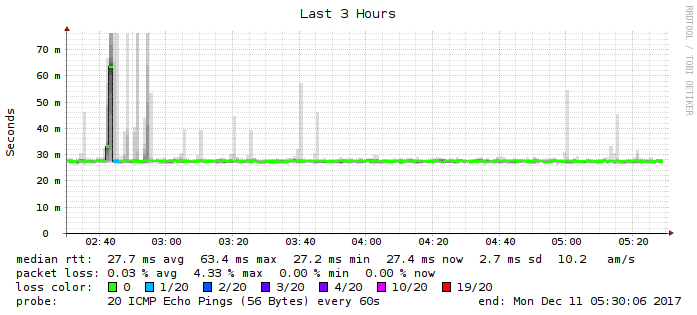 Last 3 Hours
RRDTOOL / TOBI OETIKER
Seconds
70 m
60 m
50 m
40 m
30 m
20 m
10 m
0
02:40 03:00 03:20 03:40 04:00 04:20 04:40 05:00 05:20
median rtt: 27.7 ms avg 63.4 ms max 27.2 ms min 27.4 ms now 2.7 ms sd 10.2 am/s
packet loss: 0.03 % avg 4.33 % max 0.00 % min 0.00 % now
loss color: 0 1/20 2/20 3/20 4/20 10/20 19/20
probe: 20 ICMP Echo Pings (56 Bytes) every 60s end: Mon Dec 11 05:30:06 2017